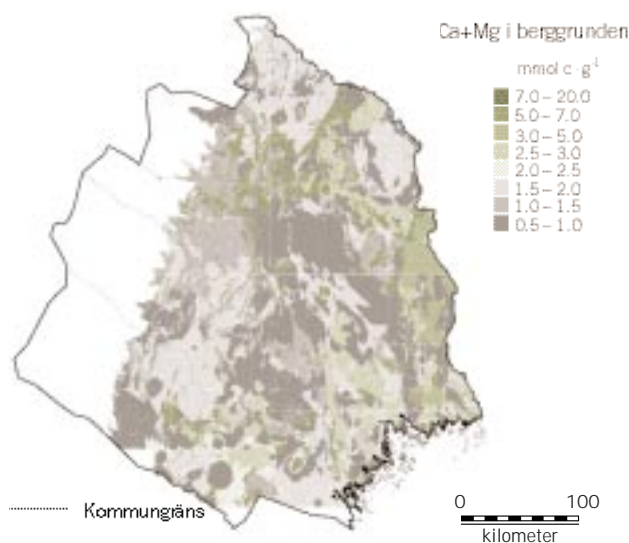 Ca+Mg i berggrunden
mmol c · g-1
7.0 – 20.0
5.0 – 7.0
3.0 – 5.0
2.5 – 3.0
2.0 – 2.5
1.5 – 2.0
1.0 – 1.5
0.5 – 1.0
Kommungräns
0 100
kilometer